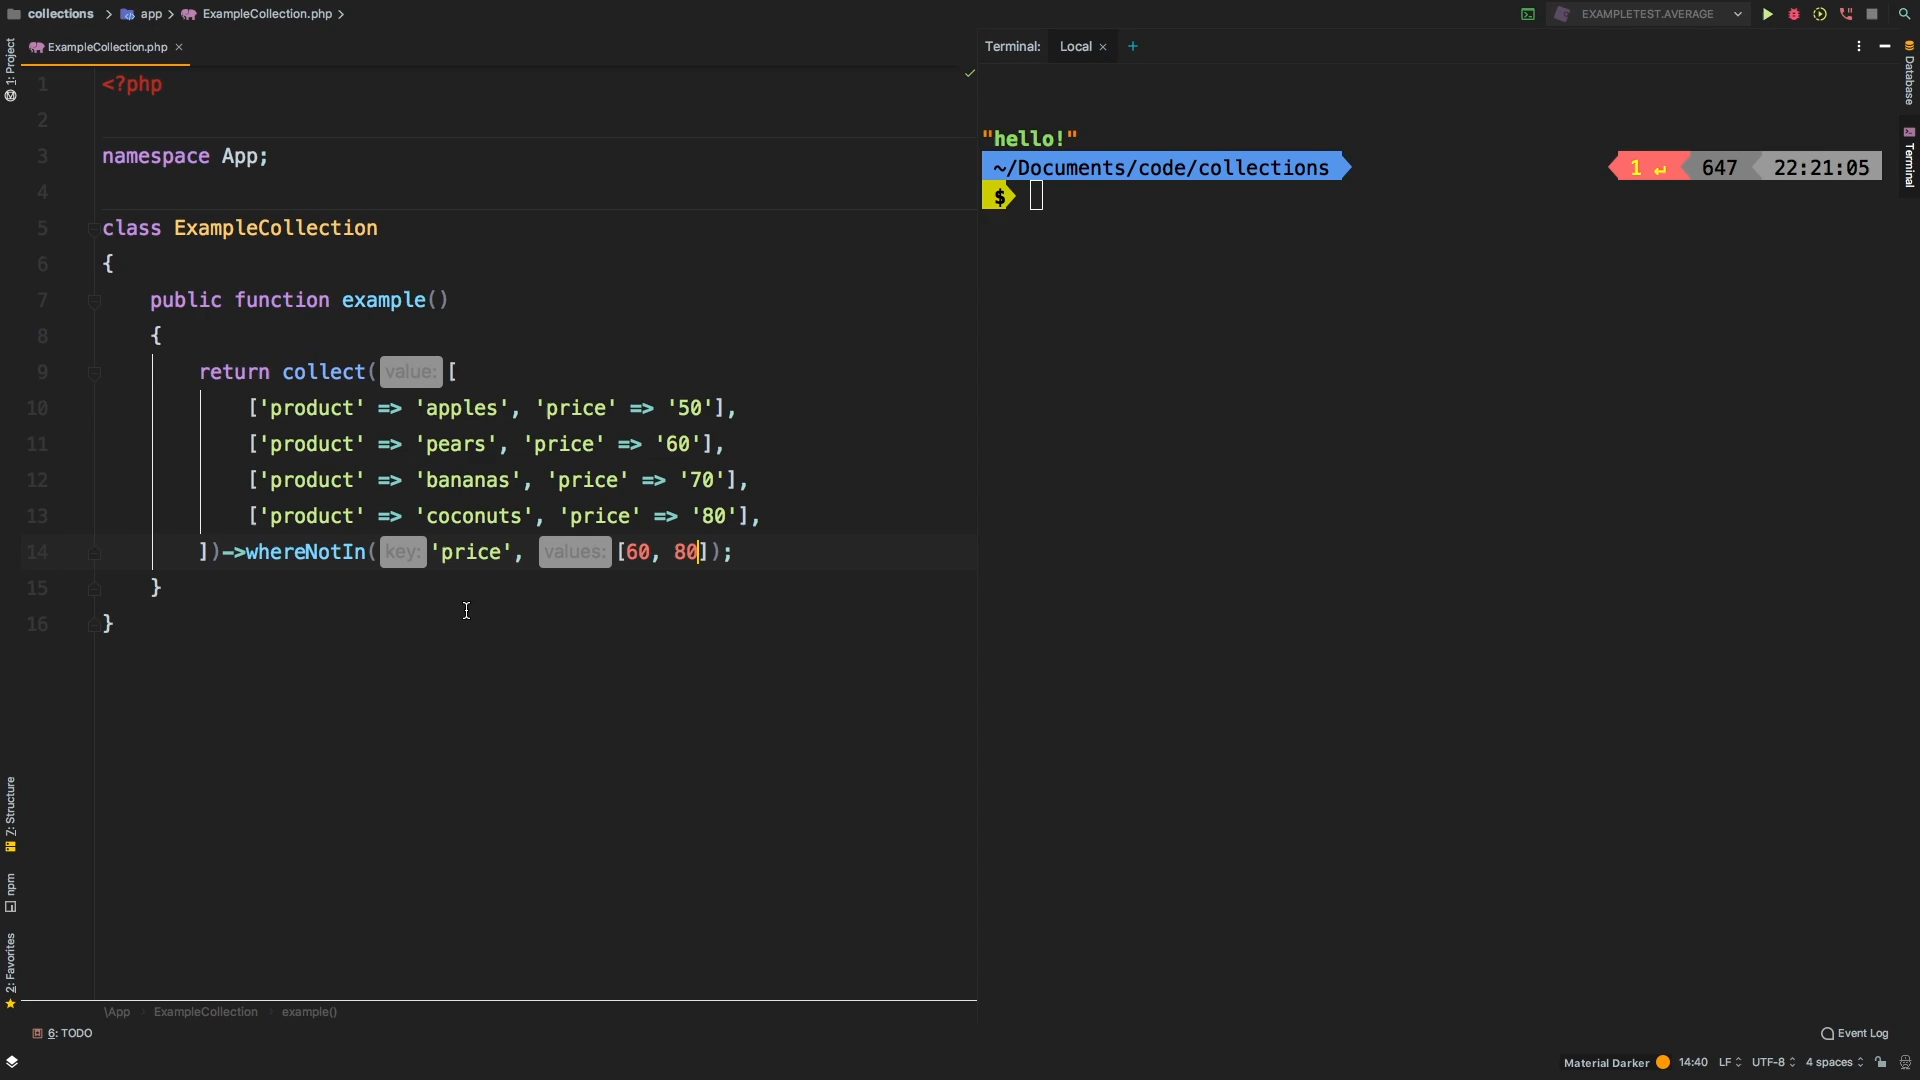 collections > app > ExampleCollection.php >
EXAMPLETEST.AVERAGE
ExampleCollection.php ×
Terminal: Local × +
1: Project
Database
Terminal
1 <?php
2
3 namespace App;
4
5 class ExampleCollection
6 {
7 public function example()
8 {
9 return collect( value: [
10 ['product' => 'apples', 'price' => '50'],
11 ['product' => 'pears', 'price' => '60'],
12 ['product' => 'bananas', 'price' => '70'],
13 ['product' => 'coconuts', 'price' => '80'],
14 ])->whereNotIn( key: 'price', values: [60, 80]);
15 }
16 }
"hello!"
~/Documents/code/collections
1 ↵ 647 22:21:05
$
Z: Structure
npm
2: Favorites
\App > ExampleCollection > example()
6: TODO
Event Log
Material Darker 14:40 LF UTF-8 4 spaces